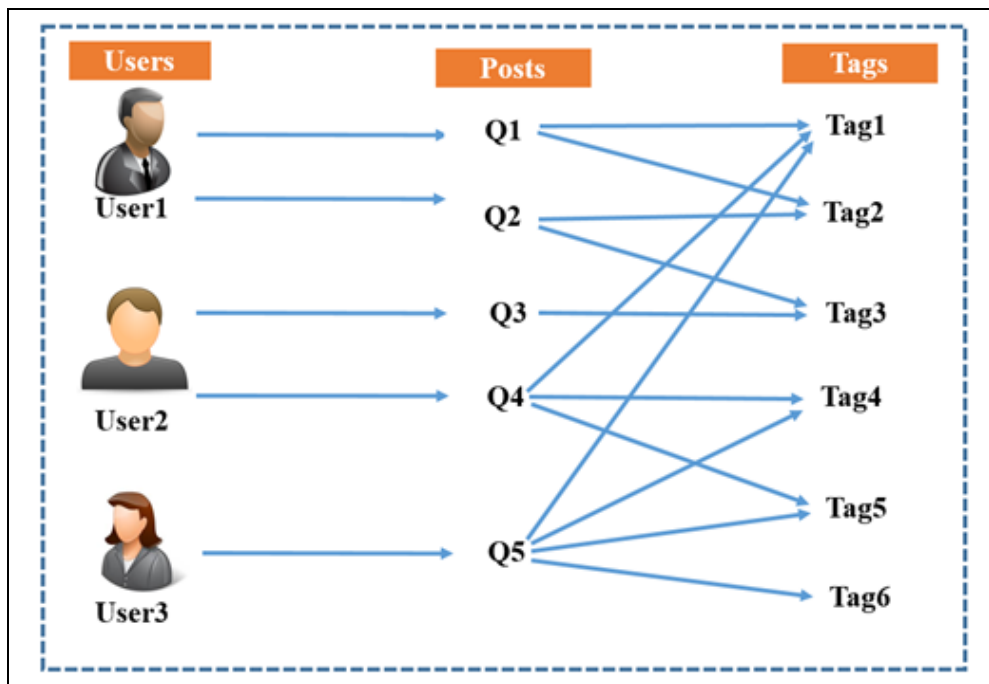 Users
Posts
Tags
Q1
Tag1
User1
Q2
Tag2
Q3
Tag3
User2
Q4
Tag4
Q5
Tag5
User3
Tag6